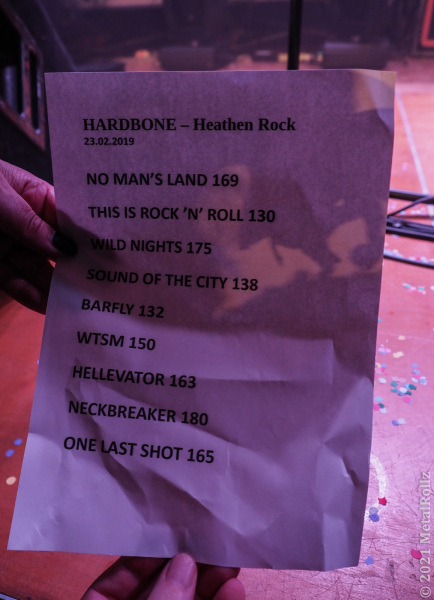 HARDBONE – Heathen Rock
23.02.2019
NO MAN'S LAND 169
THIS IS ROCK 'N' ROLL 130
WILD NIGHTS 175
SOUND OF THE CITY 138
BARFLY 132
WTSM 150
HELLEVATOR 163
NECKBREAKER 180
ONE LAST SHOT 165
© 2021 MetalRollz